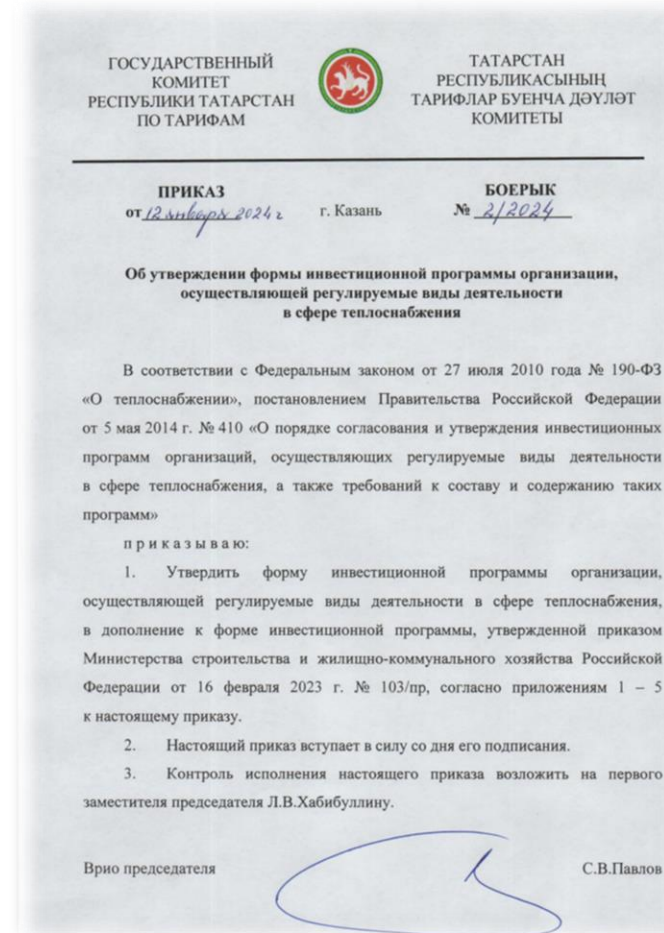 ГОСУДАРСТВЕННЫЙ
КОМИТЕТ
РЕСПУБЛИКИ ТАТАРСТАН
ПО ТАРИФАМ
ТАТАРСТАН
РЕСПУБЛИКАСЫНЫҢ
ТАРИФЛАР БУЕНЧА ДӘҮЛӘТ
КОМИТЕТЫ
ПРИКАЗ
БОЕРЫК
от 12 января 2024 г г. Казань № 2/2024
Об утверждении формы инвестиционной программы организации,
осуществляющей регулируемые виды деятельности
в сфере теплоснабжения
В соответствии с Федеральным законом от 27 июля 2010 года № 190-ФЗ
«О теплоснабжении», постановлением Правительства Российской Федерации
от 5 мая 2014 г. № 410 «О порядке согласования и утверждения инвестиционных
программ организаций, осуществляющих регулируемые виды деятельности
в сфере теплоснабжения, а также требований к составу и содержанию таких
программ»
п р и к а з ы в а ю:
1. Утвердить форму инвестиционной программы организации,
осуществляющей регулируемые виды деятельности в сфере теплоснабжения,
в дополнение к форме инвестиционной программы, утвержденной приказом
Министерства строительства и жилищно-коммунального хозяйства Российской
Федерации от 16 февраля 2023 г. № 103/пр, согласно приложениям 1 – 5
к настоящему приказу.
2. Настоящий приказ вступает в силу со дня его подписания.
3. Контроль исполнения настоящего приказа возложить на первого
заместителя председателя Л.В.Хабибуллину.
Врио председателя С.В.Павлов